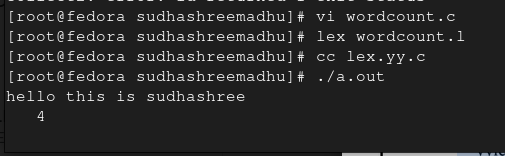 [root@fedora sudhashreemadhu]# vi wordcount.c
[root@fedora sudhashreemadhu]# lex wordcount.l
[root@fedora sudhashreemadhu]# cc lex.yy.c
[root@fedora sudhashreemadhu]# ./a.out
hello this is sudhashree
4